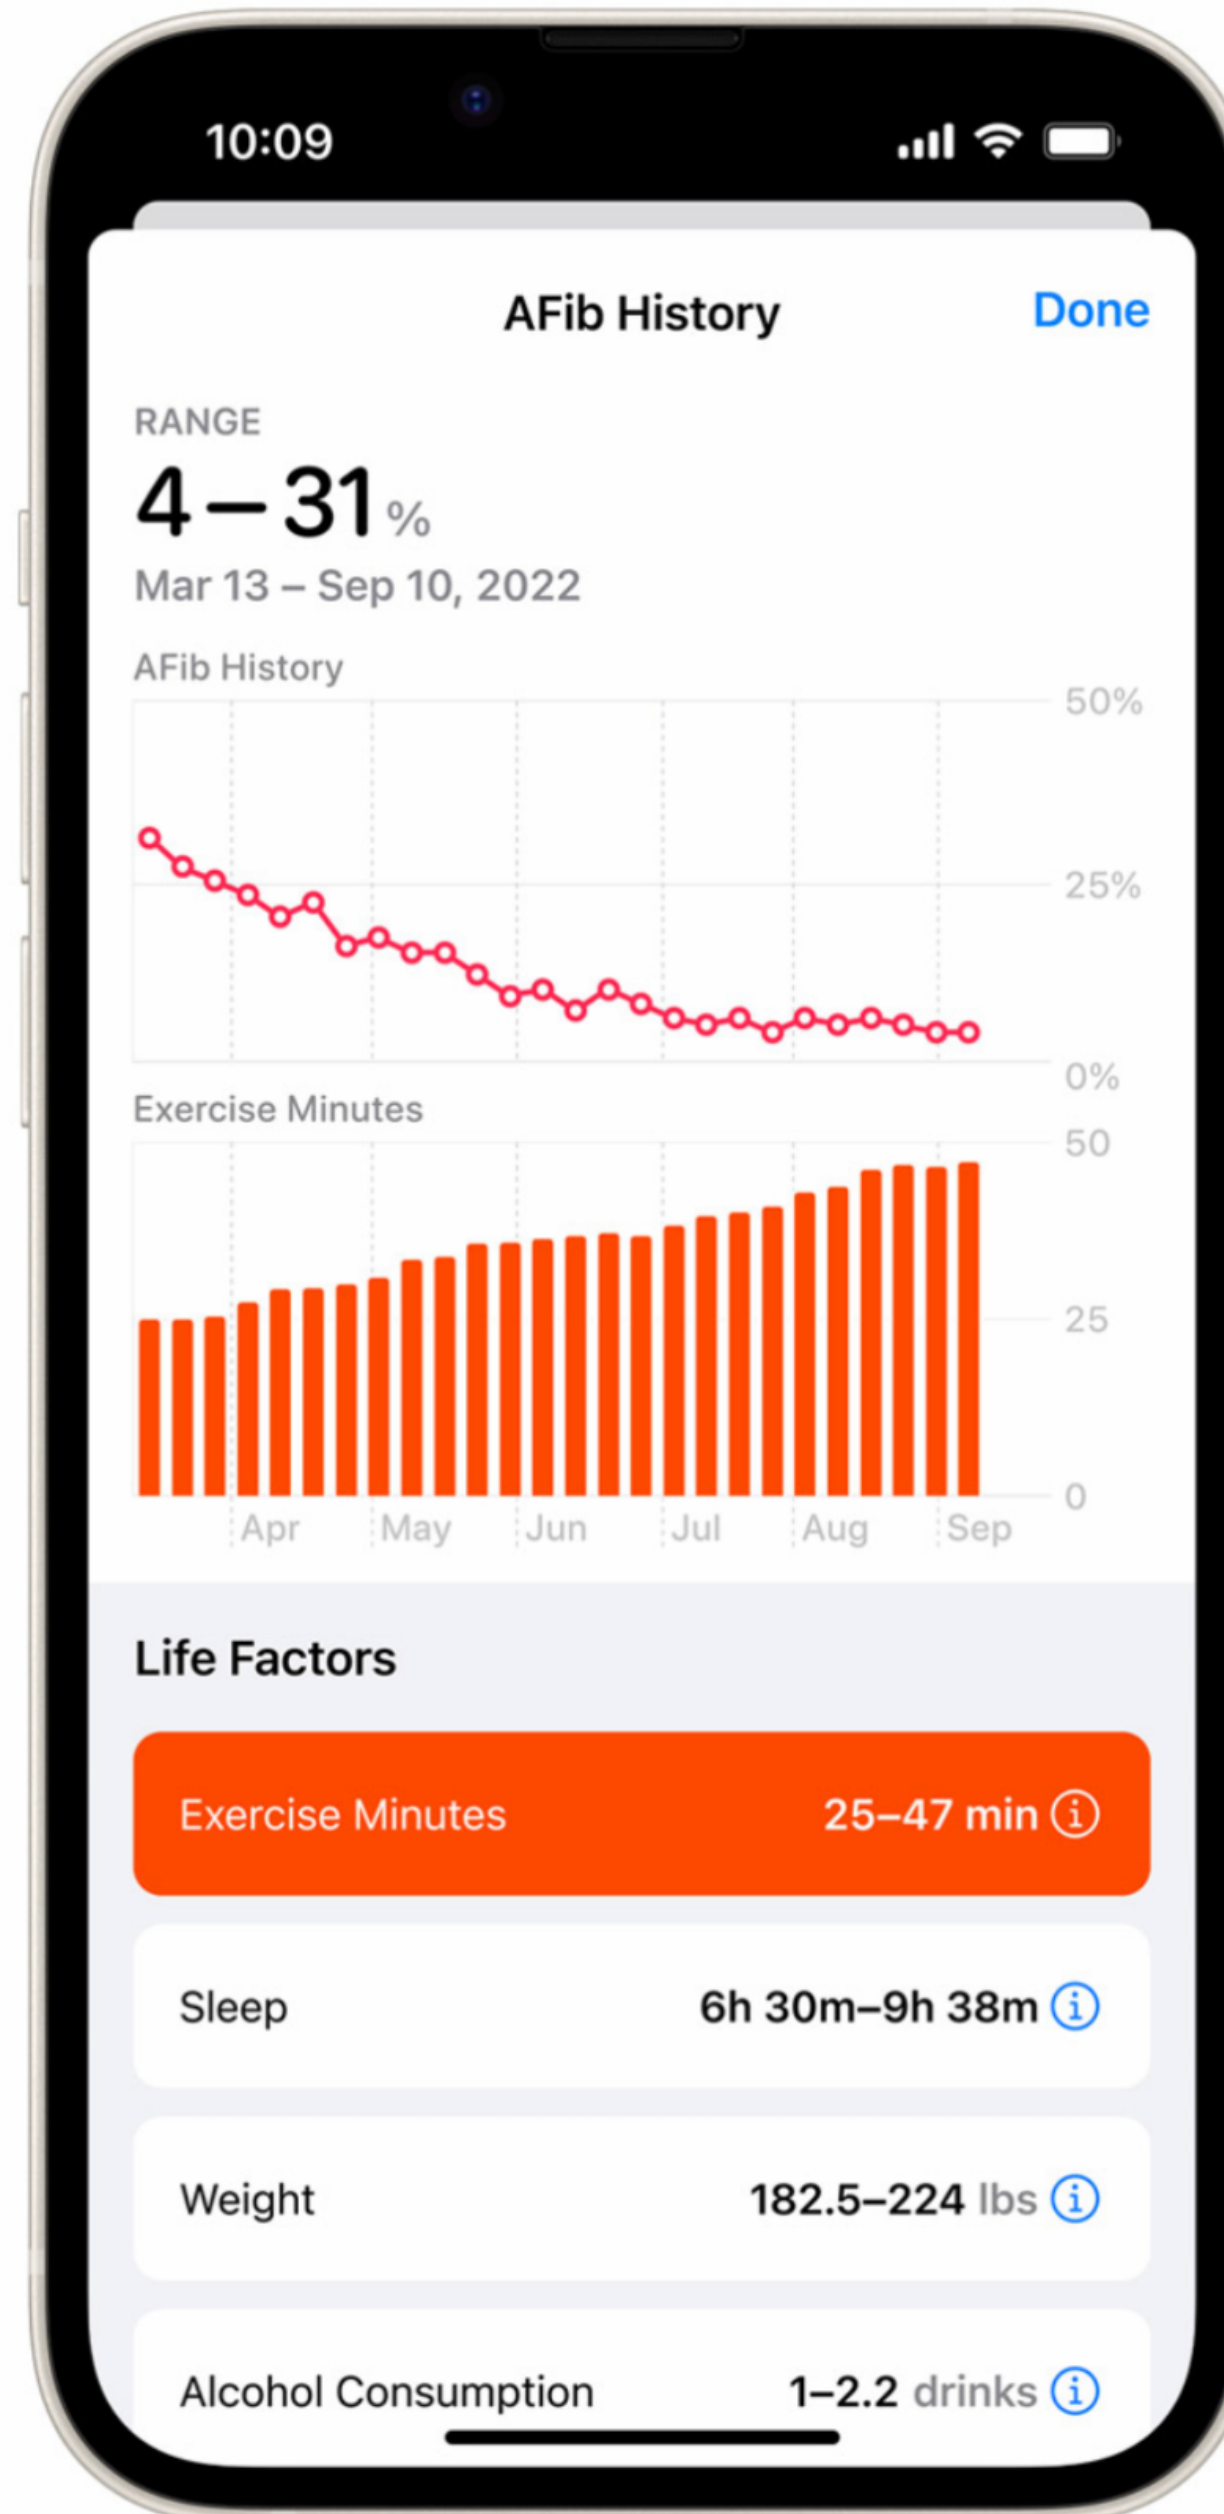 10:09
AFib History
Done
RANGE
4–31 %
Mar 13 – Sep 10, 2022
AFib History
50%
25%
0%
Exercise Minutes
50
25
0
Apr May Jun Jul Aug Sep
Life Factors
Exercise Minutes 25–47 min
Sleep 6h 30m–9h 38m
Weight 182.5–224 lbs
Alcohol Consumption 1–2.2 drinks